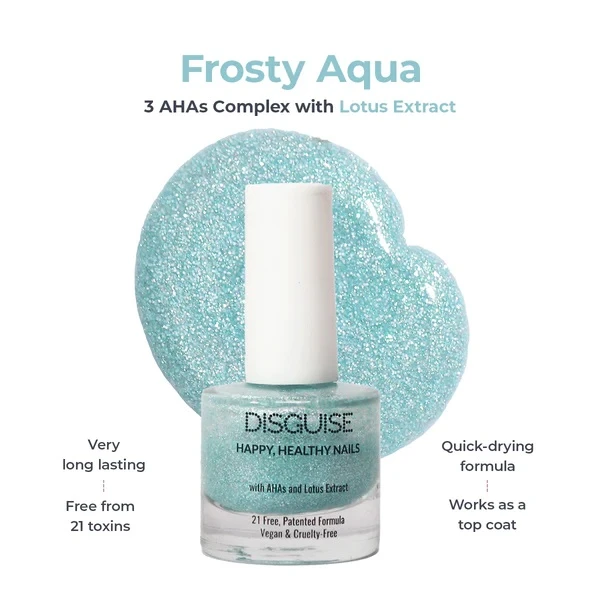 Frosty Aqua
3 AHAs Complex with Lotus Extract
DISGUISE
HAPPY, HEALTHY NAILS
with AHAs and Lotus Extract
21 Free, Patented Formula
Vegan & Cruelty-Free
Very
long lasting
Free from
21 toxins
Quick-drying
formula
Works as a
top coat